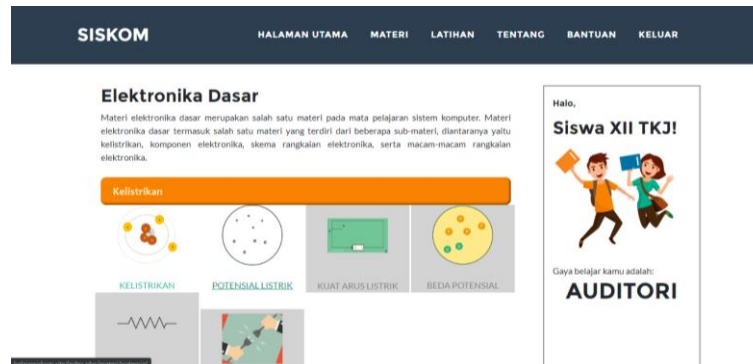 SISKOM
HALAMAN UTAMA MATERI LATIHAN TENTANG BANTUAN KELUAR
Elektronika Dasar
Materi elektronika dasar merupakan salah satu materi pada mata pelajaran sistem komputer. Materi
elektronika dasar termasuk salah satu materi yang terdiri dari beberapa sub-materi, diantaranya yaitu
kelistrikan, komponen elektronika, skema rangkaian elektronika, serta macam-macam rangkaian
elektronika.
Kelistrikan
KELISTRIKAN POTENSIAL LISTRIK KUAT ARUS LISTRIK BEDA POTENSIAL
Halo,
Siswa XII TKJ!
Gaya belajar kamu adalah:
AUDITORI